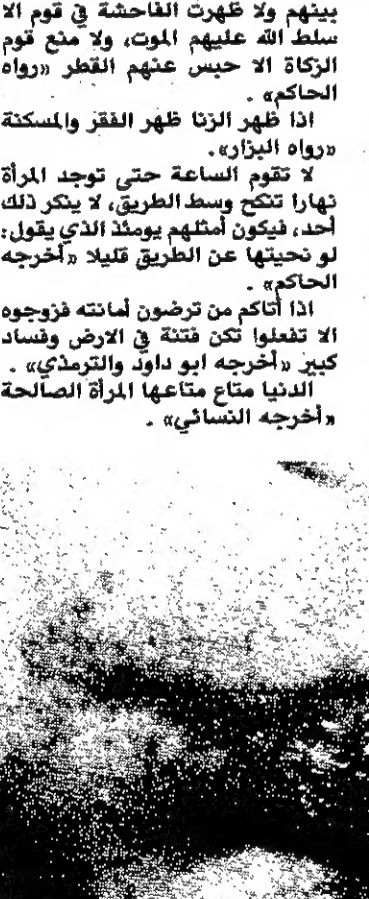 بينهم ولا ظهرت الفاحشة في قوم الا
سلط الله عليهم الموت، ولا منع قوم
الزكاة الا حبس عنهم القطر «رواه
الحاكم» .
اذا ظهر الزنا ظهر الفقر والمسكنة
«رواه البزار».
لا تقوم الساعة حتى توجد المرأة
نهارا تنكح وسط الطريق، لا ينكر ذلك
أحد، فيكون أمثلهم يومئذ الذي يقول:
لو نحيتها عن الطريق قليلا «أخرجه
الحاكم» .
اذا أتاكم من ترضون أمانته فزوجوه
الا تفعلوا تكن فتنة في الارض وفساد
كبير «أخرجه ابو داود والترمذي» .
الدنيا متاع متاعها المرأة الصالحة
«أخرجه النسائي» .